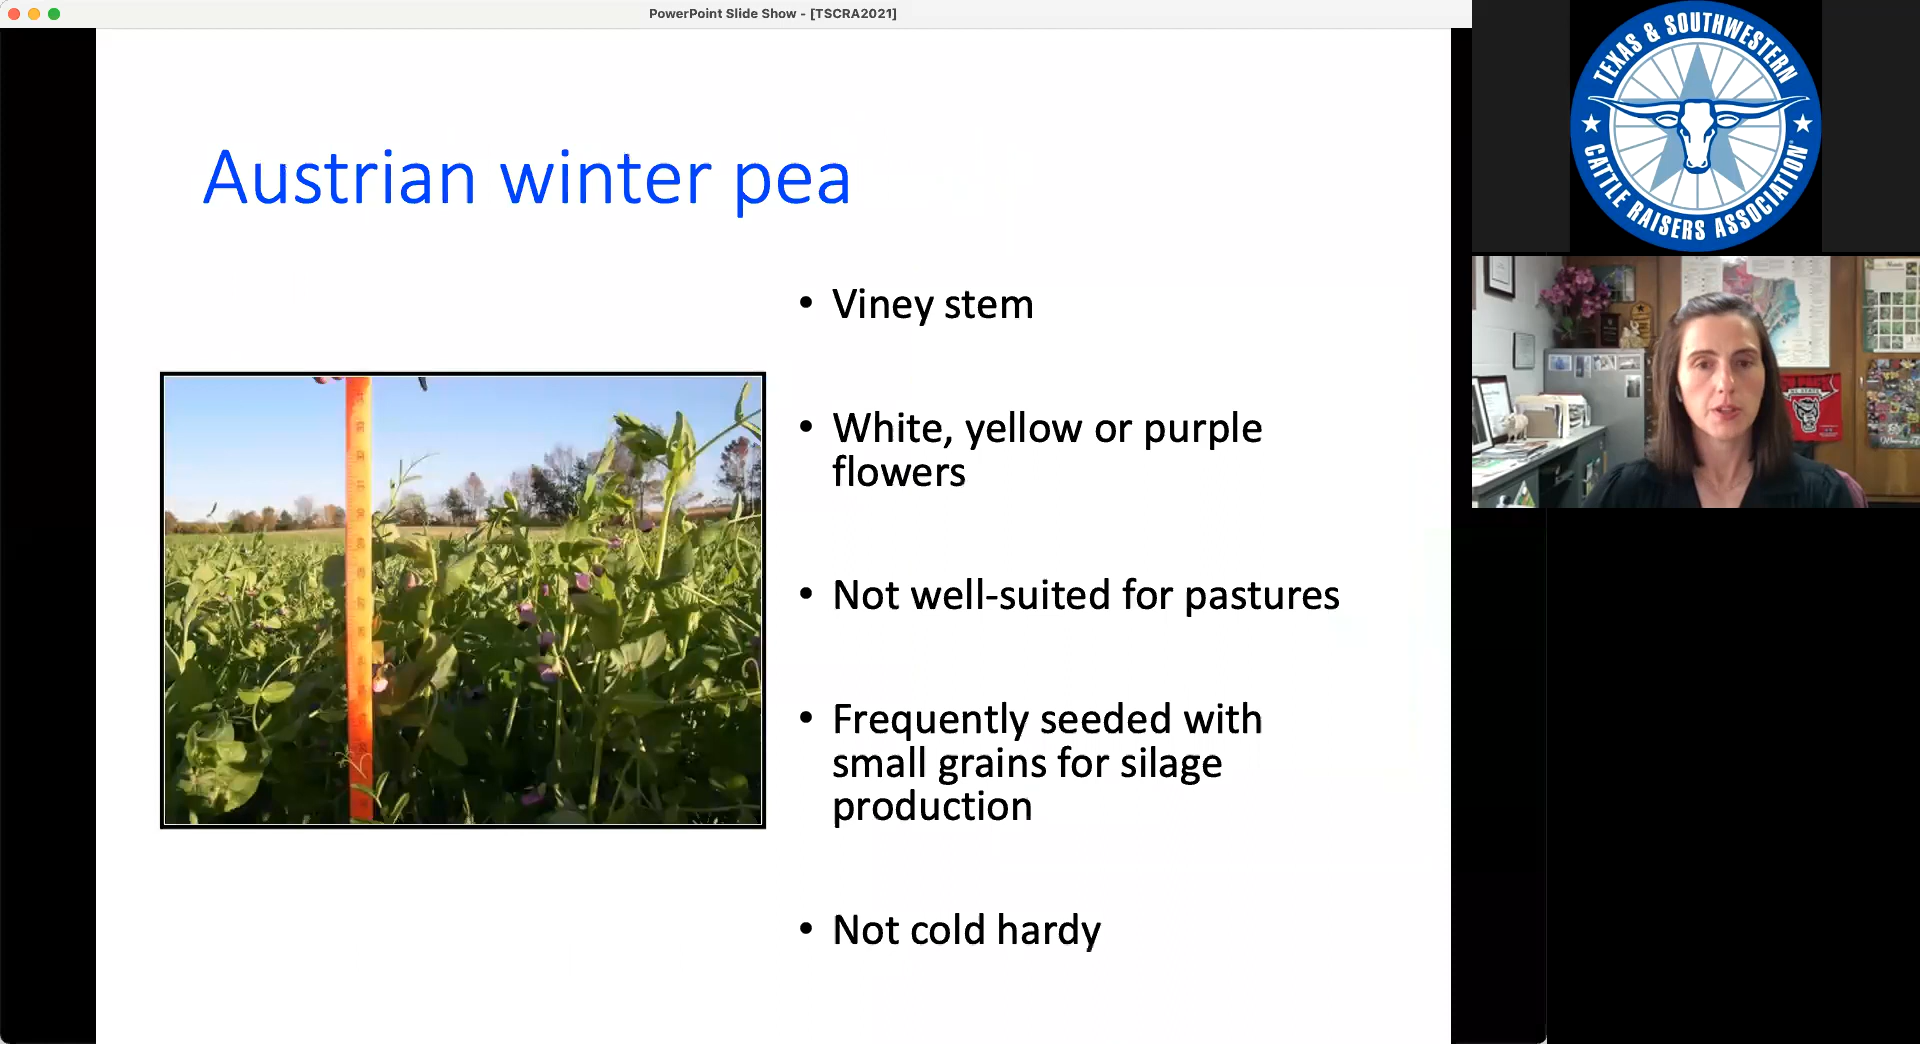 PowerPoint Slide Show - [TSCRA2021]
Austrian winter pea
• Viney stem
• White, yellow or purple
flowers
• Not well-suited for pastures
• Frequently seeded with
small grains for silage
production
• Not cold hardy
TEXAS & SOUTHWESTERN
CATTLE RAISERS ASSOCIATION